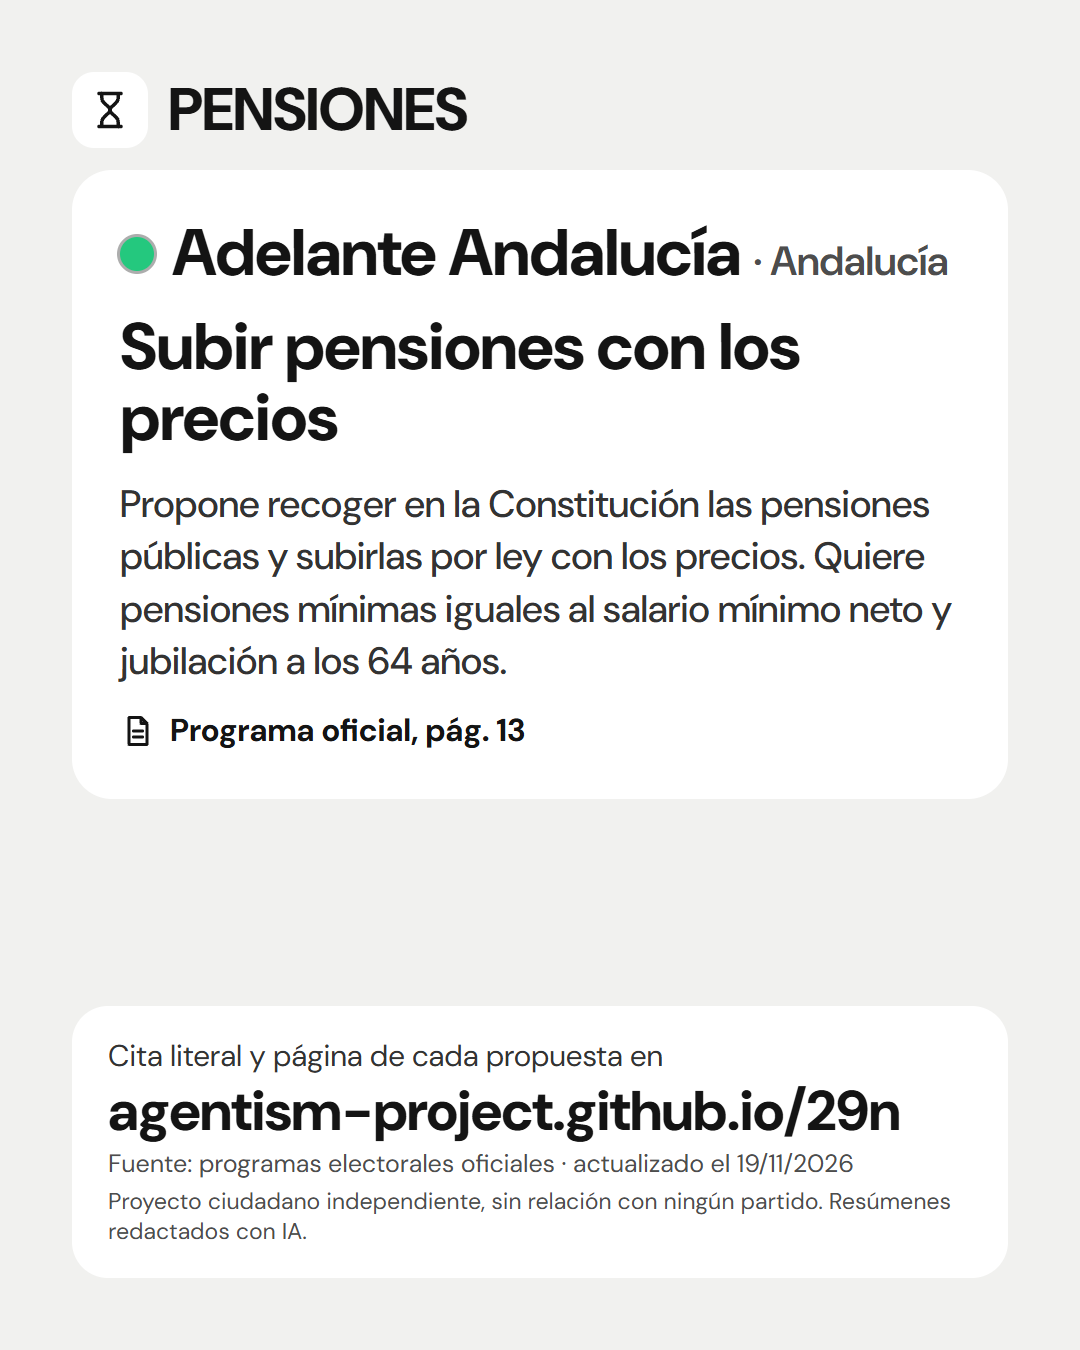 PENSIONES
Adelante Andalucía · Andalucía
Subir pensiones con los
precios
Propone recoger en la Constitución las pensiones
públicas y subirlas por ley con los precios. Quiere
pensiones mínimas iguales al salario mínimo neto y
jubilación a los 64 años.
Programa oficial, pág. 13
Cita literal y página de cada propuesta en
agentism-project.github.io/29n
Fuente: programas electorales oficiales · actualizado el 19/11/2026
Proyecto ciudadano independiente, sin relación con ningún partido. Resúmenes
redactados con IA.